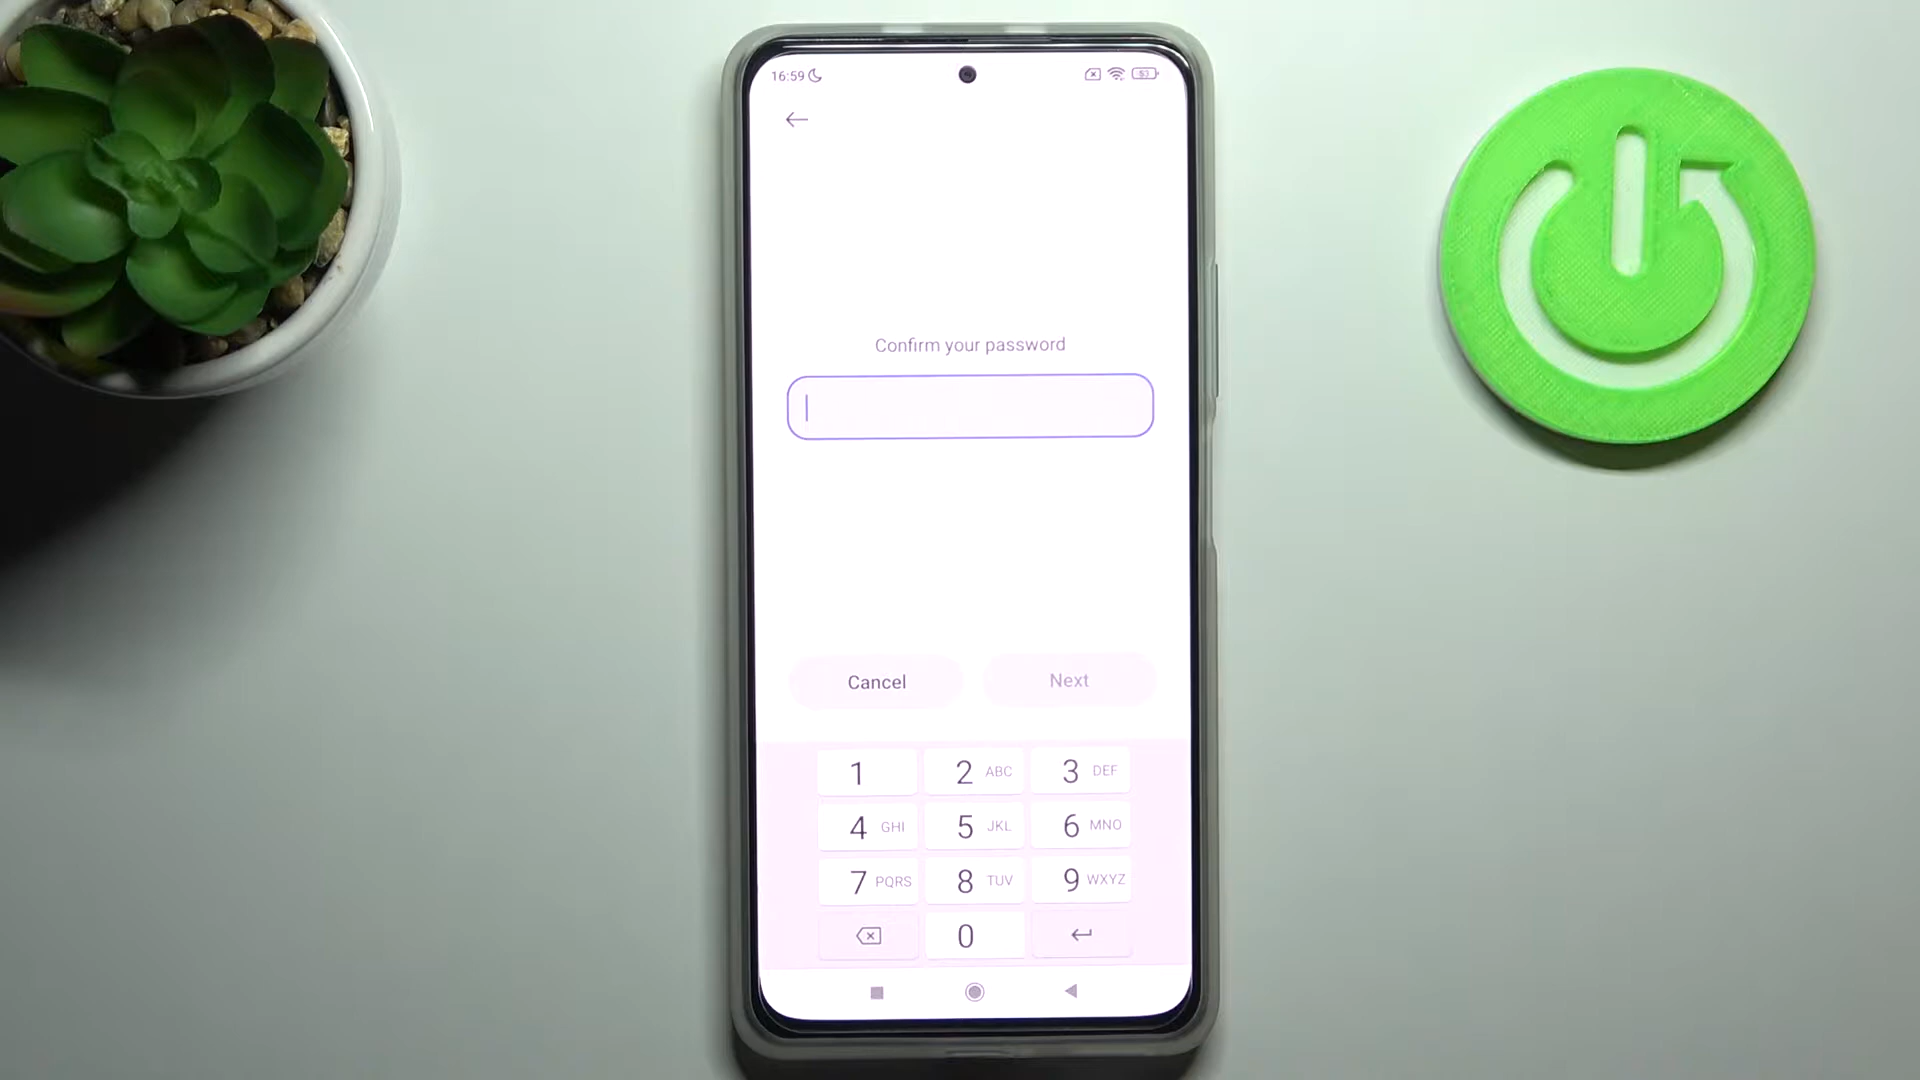 16:59
Confirm your password
Cancel Next
1 2 ABC 3 DEF
4 GHI 5 JKL 6 MNO
7 PQRS 8 TUV 9 WXYZ
0